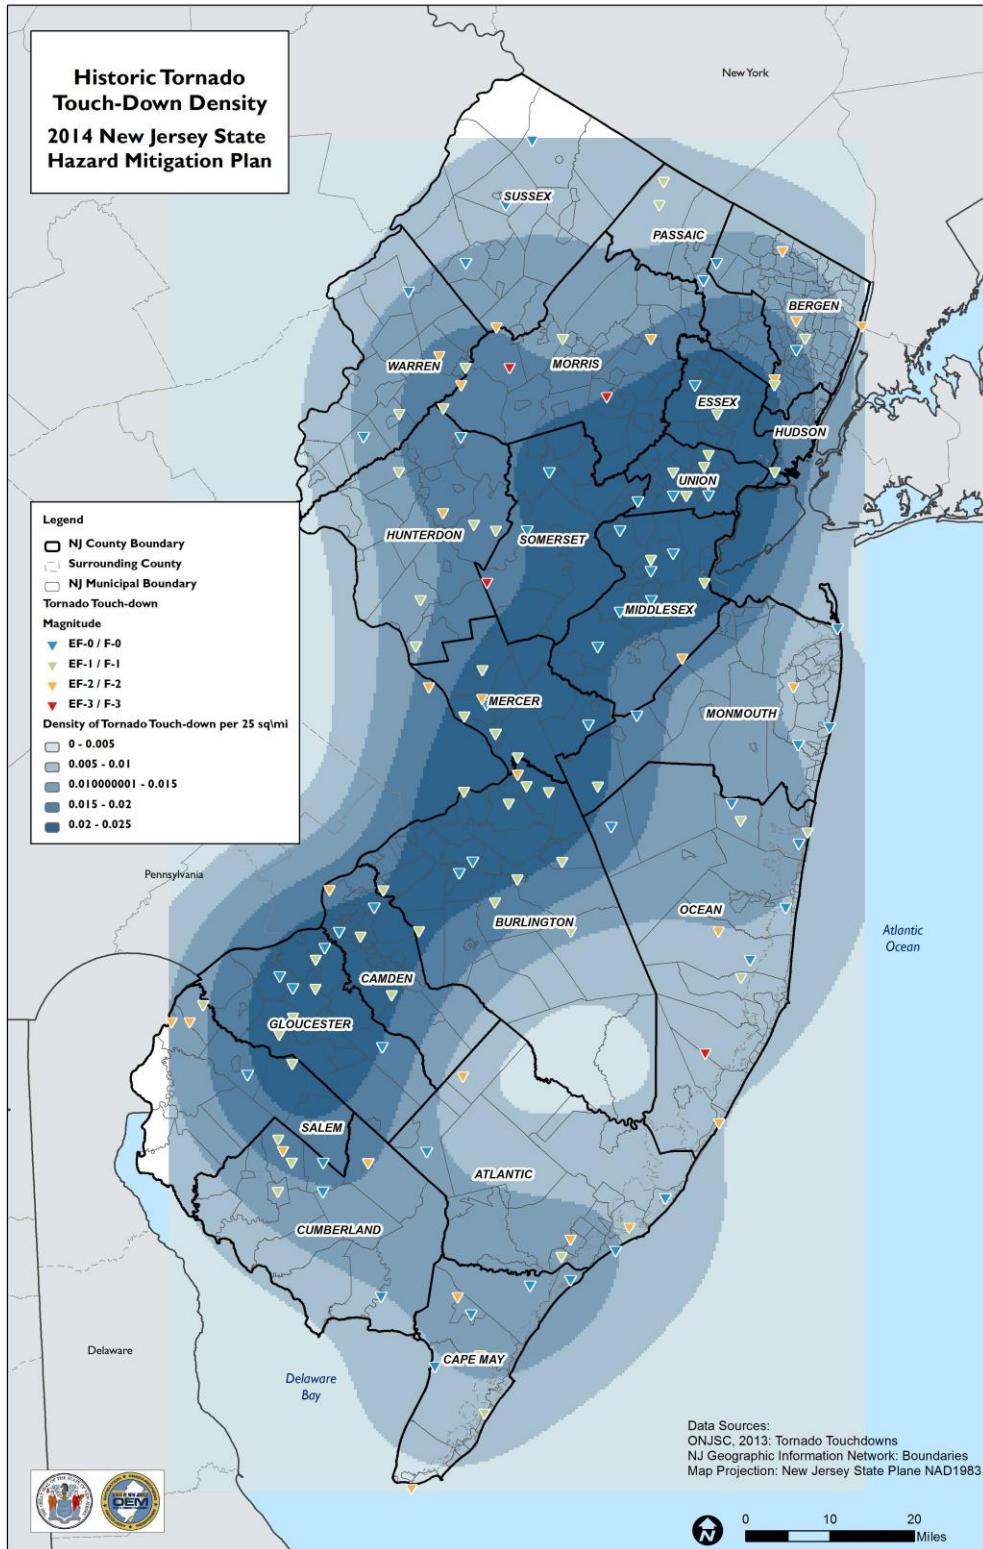 Historic Tornado
Touch-Down Density
2014 New Jersey State
Hazard Mitigation Plan
New York
SUSSEX
PASSAIC
BERGEN
WARREN
MORRIS
ESSEX
HUDSON
UNION
HUNTERDON
SOMERSET
MIDDLESEX
MERCER
MONMOUTH
Legend
NJ County Boundary
Surrounding County
NJ Municipal Boundary
Tornado Touch-down
Magnitude
EF-0 / F-0
EF-1 / F-1
EF-2 / F-2
EF-3 / F-3
Density of Tornado Touch-down per 25 sq\mi
0 - 0.005
0.005 - 0.01
0.010000001 - 0.015
0.015 - 0.02
0.02 - 0.025
Pennsylvania
BURLINGTON
OCEAN
Atlantic
Ocean
CAMDEN
GLOUCESTER
SALEM
ATLANTIC
CUMBERLAND
CAPE MAY
Delaware
Delaware
Bay
Data Sources:
ONJSC, 2013: Tornado Touchdowns
NJ Geographic Information Network: Boundaries
Map Projection: New Jersey State Plane NAD1983
OEM
N
0 10 20
Miles